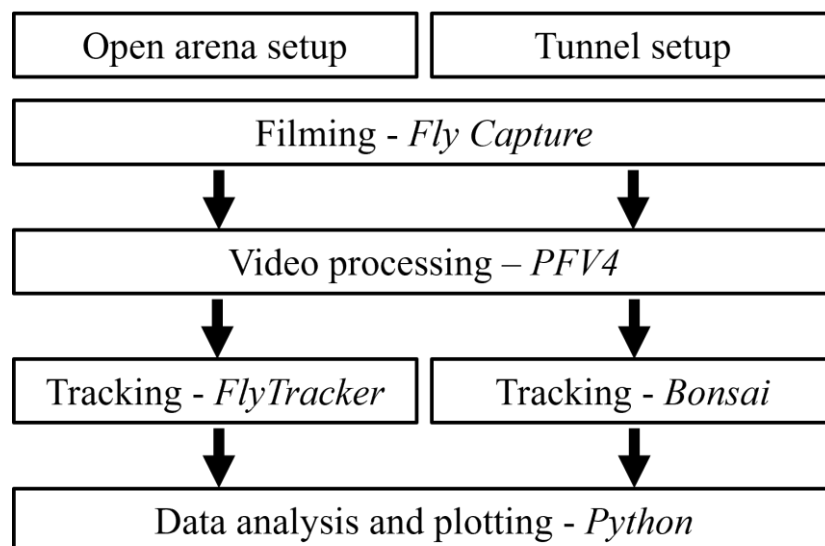 Open arena setup
Tunnel setup
Filming - Fly Capture
Video processing – PFV4
Tracking - FlyTracker
Tracking - Bonsai
Data analysis and plotting - Python